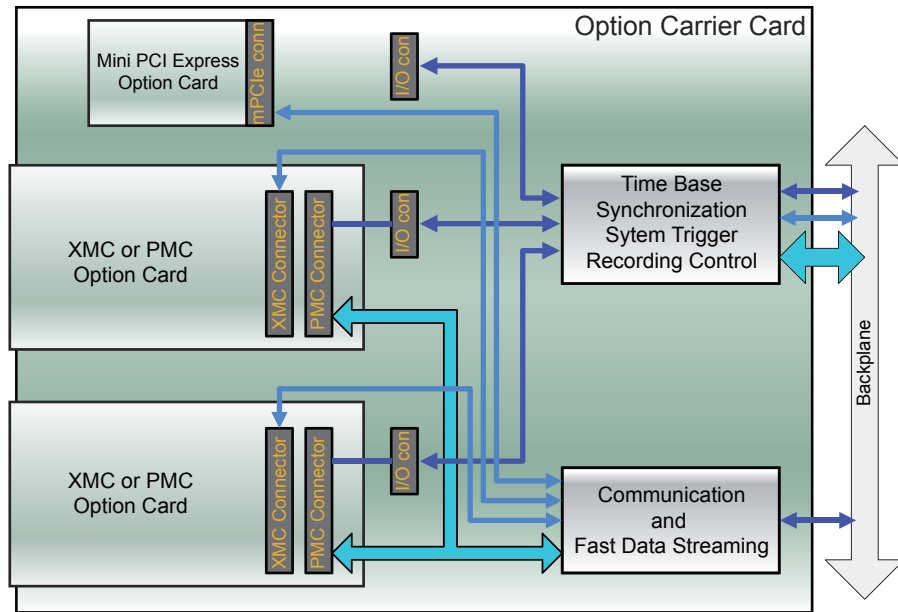 Option Carrier Card
Mini PCI Express
Option Card
mPCIe conn
I/O con
XMC or PMC
Option Card
XMC Connector
PMC Connector
I/O con
Time Base
Synchronization
Sytem Trigger
Recording Control
Backplane
XMC or PMC
Option Card
XMC Connector
PMC Connector
I/O con
Communication
and
Fast Data Streaming